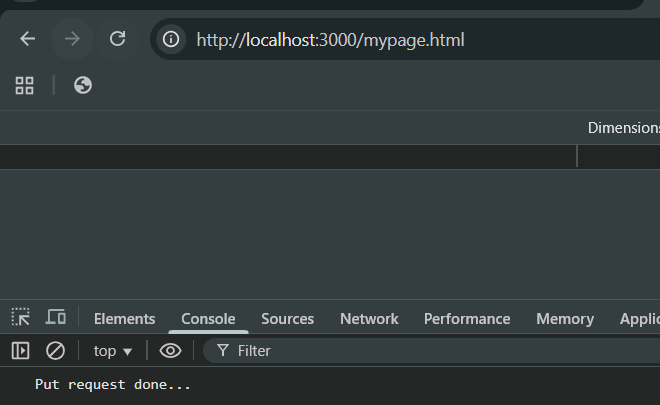 http://localhost:3000/mypage.html
Dimensions
Elements Console Sources Network Performance Memory
top Filter
Put request done...